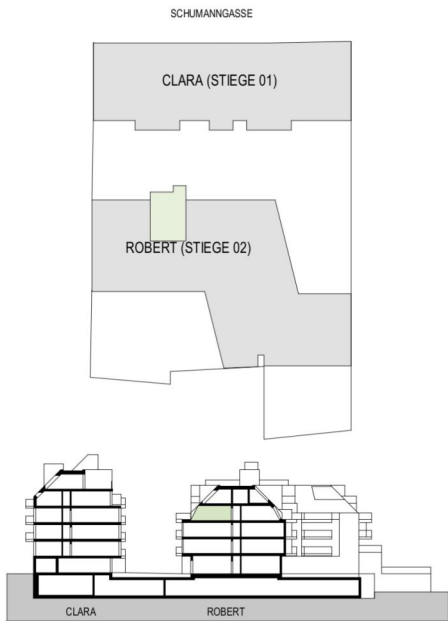 SCHUMANNGASSE
CLARA (STIEGE 01)
ROBERT (STIEGE 02)
CLARA ROBERT